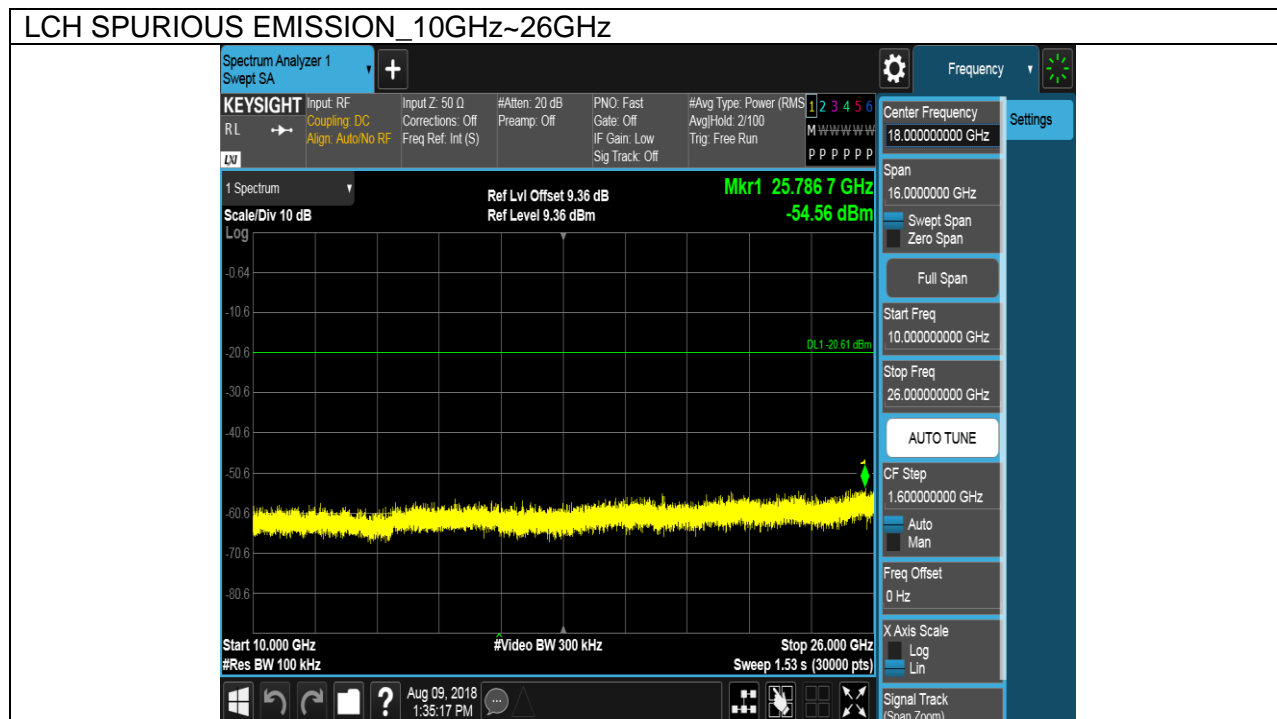 LCH SPURIOUS EMISSION_10GHz~26GHz
Spectrum Analyzer 1
Swept SA
Frequency
KEYSIGHT
RL
LXI
Input: RF
Coupling: DC
Align: Auto/No RF
Input Z: 50 Ω
Corrections: Off
Freq Ref: Int (S)
#Atten: 20 dB
Preamp: Off
PNO: Fast
Gate: Off
IF Gain: Low
Sig Track: Off
#Avg Type: Power (RMS
Avg|Hold: 2/100
Trig: Free Run
1 2 3 4 5 6
M W W W W W
P P P P P P
1 Spectrum
Scale/Div 10 dB
Ref Lvl Offset 9.36 dB
Ref Level 9.36 dBm
Mkr1 25.786 7 GHz
-54.56 dBm
Log
-0.64
-10.6
-20.6
DL1 -20.61 dBm
-30.6
-40.6
-50.6
1
-60.6
-70.6
-80.6
Start 10.000 GHz
#Video BW 300 kHz
Stop 26.000 GHz
#Res BW 100 kHz
Sweep 1.53 s (30000 pts)
Aug 09, 2018
1:35:17 PM
Center Frequency
18.000000000 GHz
Settings
Span
16.0000000 GHz
Swept Span
Zero Span
Full Span
Start Freq
10.000000000 GHz
Stop Freq
26.000000000 GHz
AUTO TUNE
CF Step
1.600000000 GHz
Auto
Man
Freq Offset
0 Hz
X Axis Scale
Log
Lin
Signal Track
(Span Zoom)